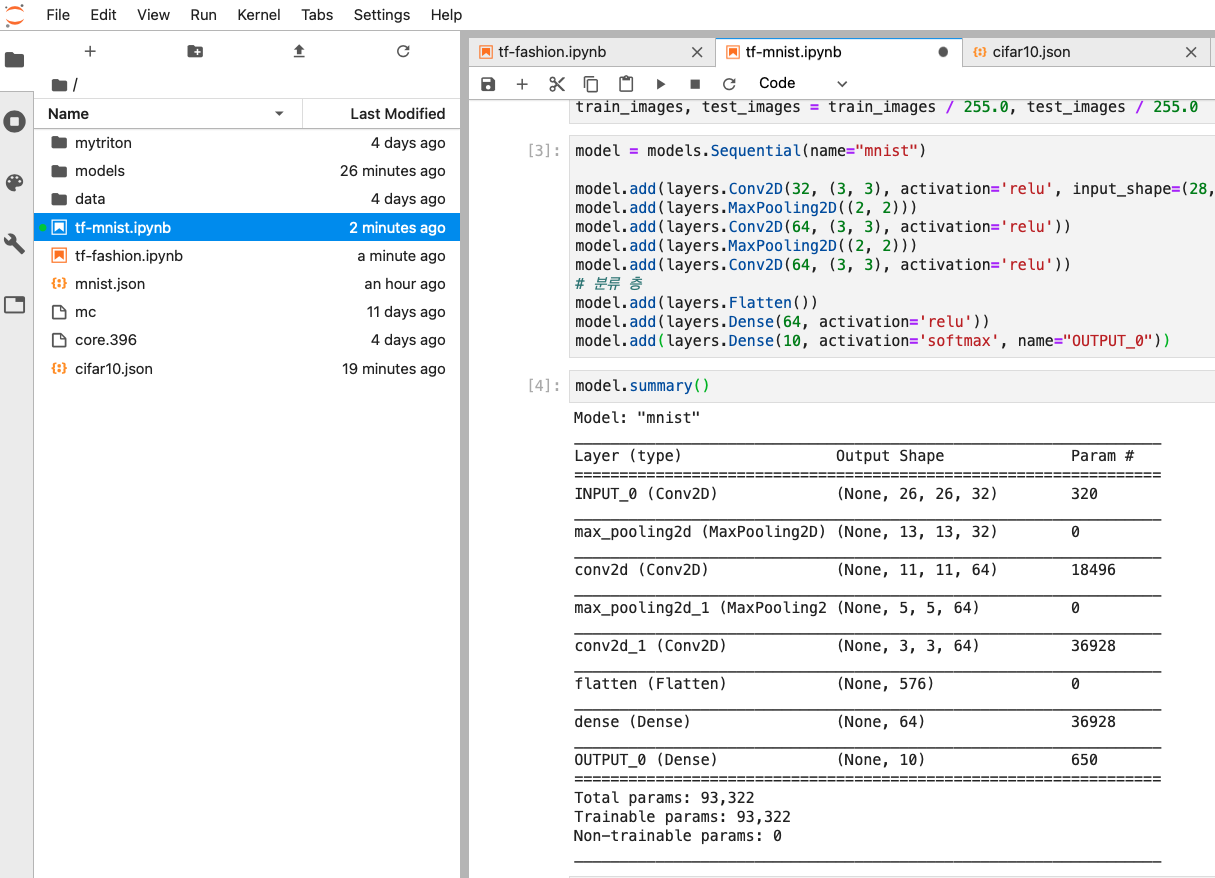 File Edit View Run Kernel Tabs Settings Help
/
Name Last Modified
mytriton 4 days ago
models 26 minutes ago
data 4 days ago
tf-mnist.ipynb 2 minutes ago
tf-fashion.ipynb a minute ago
mnist.json an hour ago
mc 11 days ago
core.396 4 days ago
cifar10.json 19 minutes ago
tf-fashion.ipynb tf-mnist.ipynb cifar10.json
Code
train_images, test_images = train_images / 255.0, test_images / 255.0
[3]: model = models.Sequential(name="mnist")
model.add(layers.Conv2D(32, (3, 3), activation='relu', input_shape=(28,
model.add(layers.MaxPooling2D((2, 2)))
model.add(layers.Conv2D(64, (3, 3), activation='relu'))
model.add(layers.MaxPooling2D((2, 2)))
model.add(layers.Conv2D(64, (3, 3), activation='relu'))
# 분류 층
model.add(layers.Flatten())
model.add(layers.Dense(64, activation='relu'))
model.add(layers.Dense(10, activation='softmax', name="OUTPUT_0"))
[4]: model.summary()
Model: "mnist"
Layer (type) Output Shape Param #
INPUT_0 (Conv2D) (None, 26, 26, 32) 320
max_pooling2d (MaxPooling2D) (None, 13, 13, 32) 0
conv2d (Conv2D) (None, 11, 11, 64) 18496
max_pooling2d_1 (MaxPooling2 (None, 5, 5, 64) 0
conv2d_1 (Conv2D) (None, 3, 3, 64) 36928
flatten (Flatten) (None, 576) 0
dense (Dense) (None, 64) 36928
OUTPUT_0 (Dense) (None, 10) 650
Total params: 93,322
Trainable params: 93,322
Non-trainable params: 0